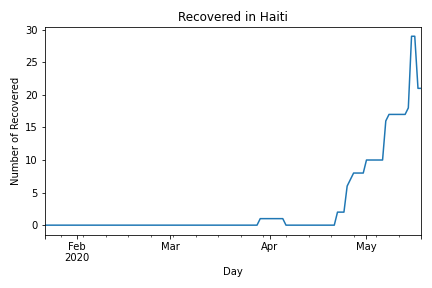 Recovered in Haiti
Number of Recovered
30
25
20
15
10
5
0
Feb
2020
Mar
Apr
May
Day